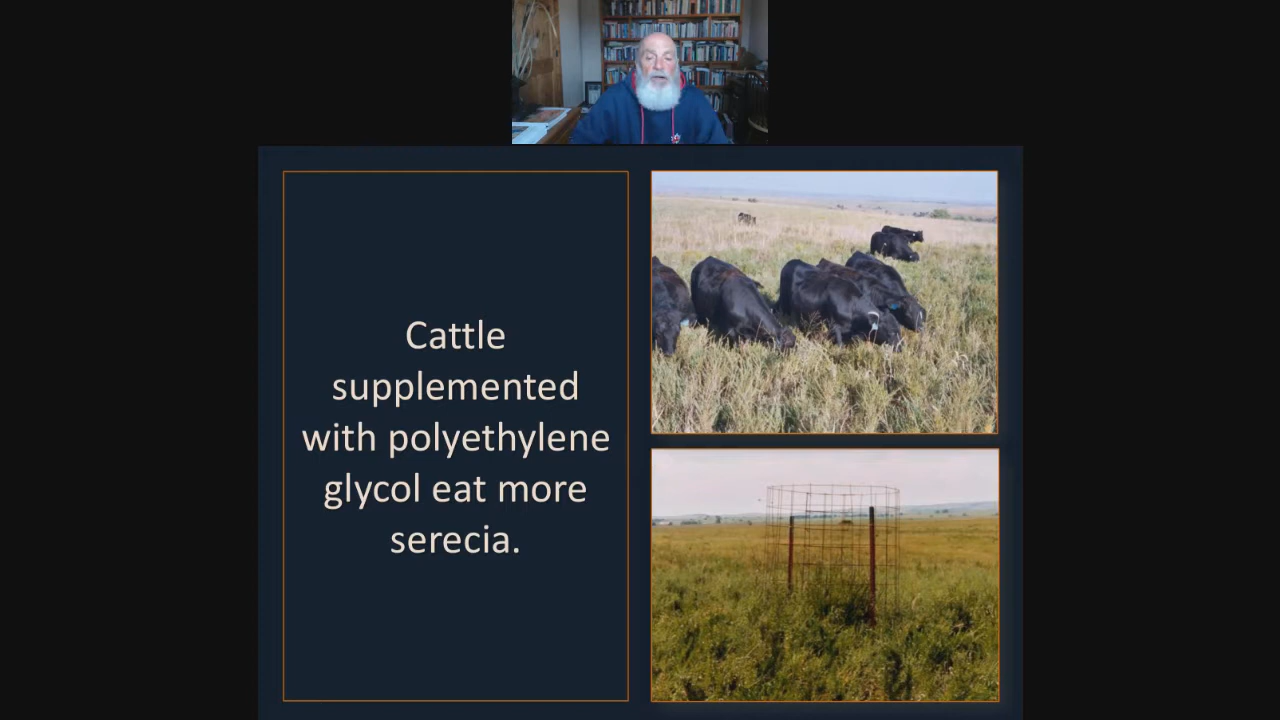 Cattle
supplemented
with polyethylene
glycol eat more
serecia.